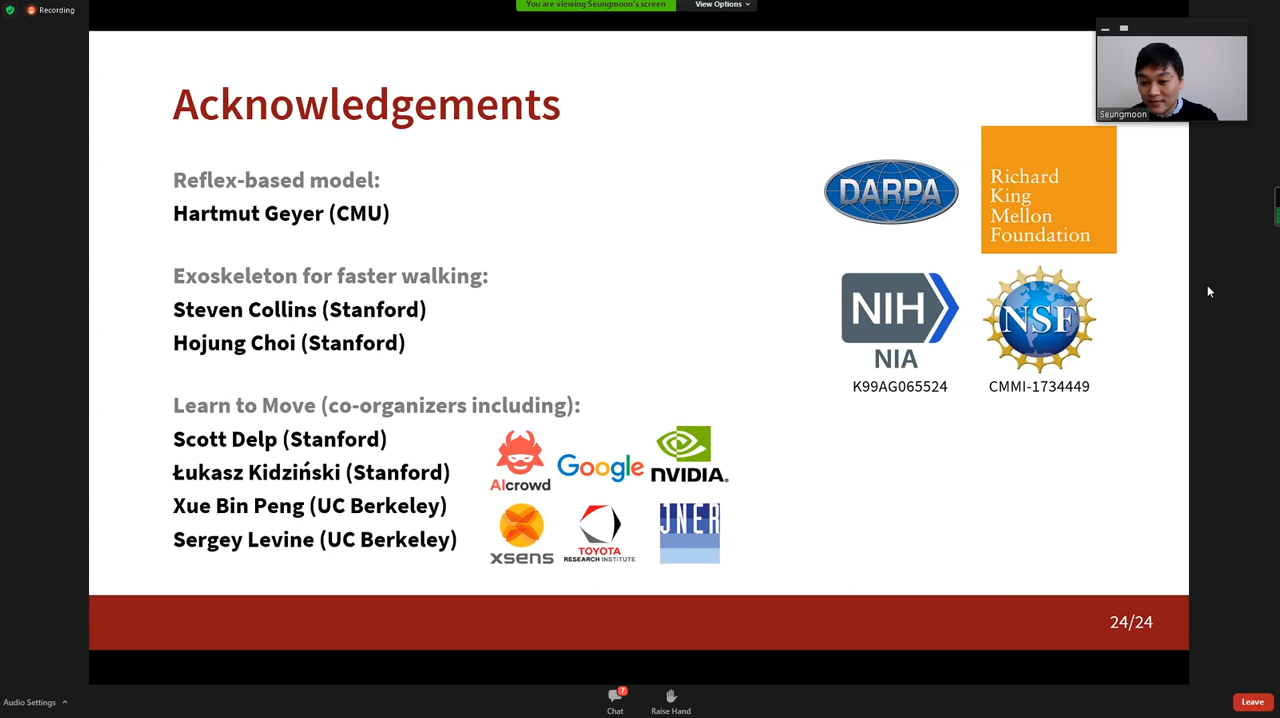 Recording
You are viewing Seungmoon's screen
View Options
Seungmoon
Acknowledgements
Reflex-based model:
Hartmut Geyer (CMU)
Exoskeleton for faster walking:
Steven Collins (Stanford)
Hojung Choi (Stanford)
Learn to Move (co-organizers including):
Scott Delp (Stanford)
Łukasz Kidziński (Stanford)
Xue Bin Peng (UC Berkeley)
Sergey Levine (UC Berkeley)
AIcrowd
Google
NVIDIA.
xsens
TOYOTA
RESEARCH INSTITUTE
JNER
DARPA
Richard
King
Mellon
Foundation
NIH
NIA
K99AG065524
NSF
CMMI-1734449
24/24
Audio Settings
7
Chat
Raise Hand
Leave